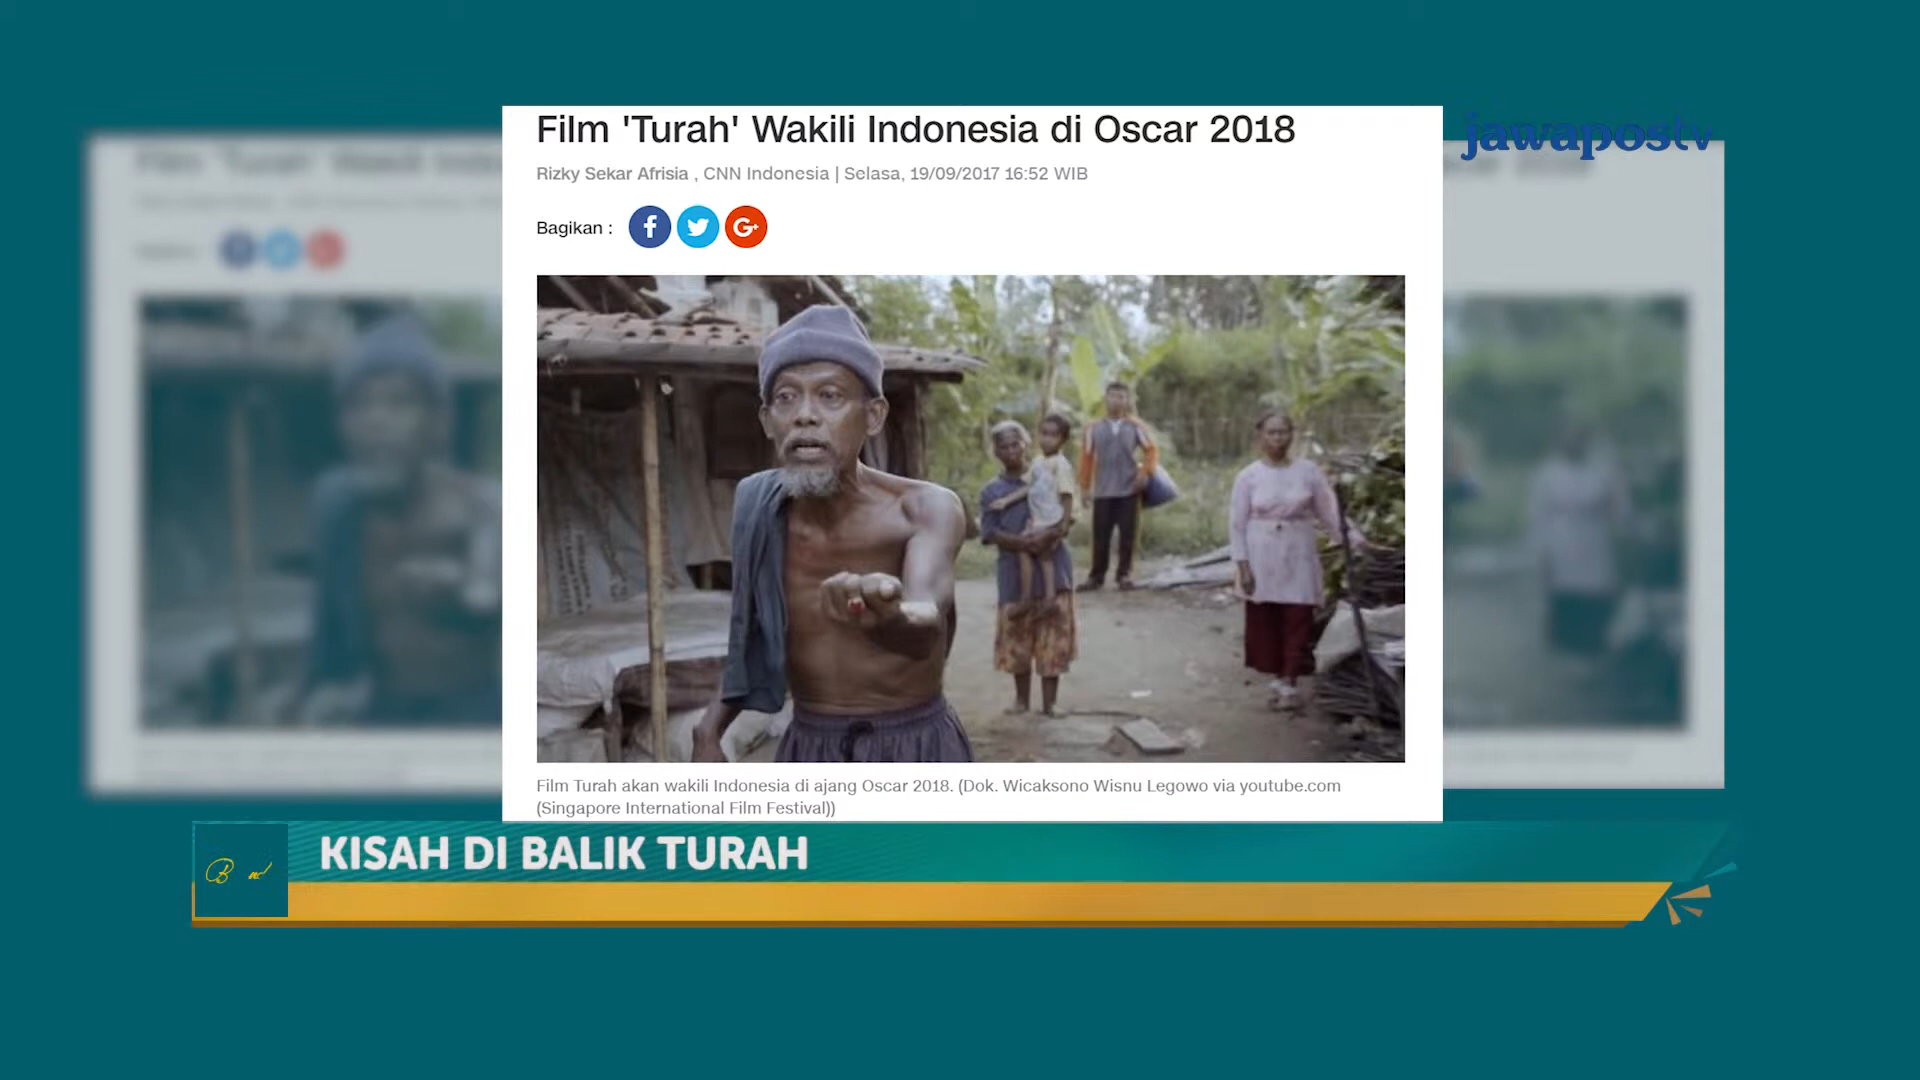 Film 'Turah' Wakili Indonesia di Oscar 2018
jawapostv
Rizky Sekar Afrisia , CNN Indonesia | Selasa, 19/09/2017 16:52 WIB
Bagikan :
Film Turah akan wakili Indonesia di ajang Oscar 2018. (Dok. Wicaksono Wisnu Legowo via youtube.com
(Singapore International Film Festival))
KISAH DI BALIK TURAH